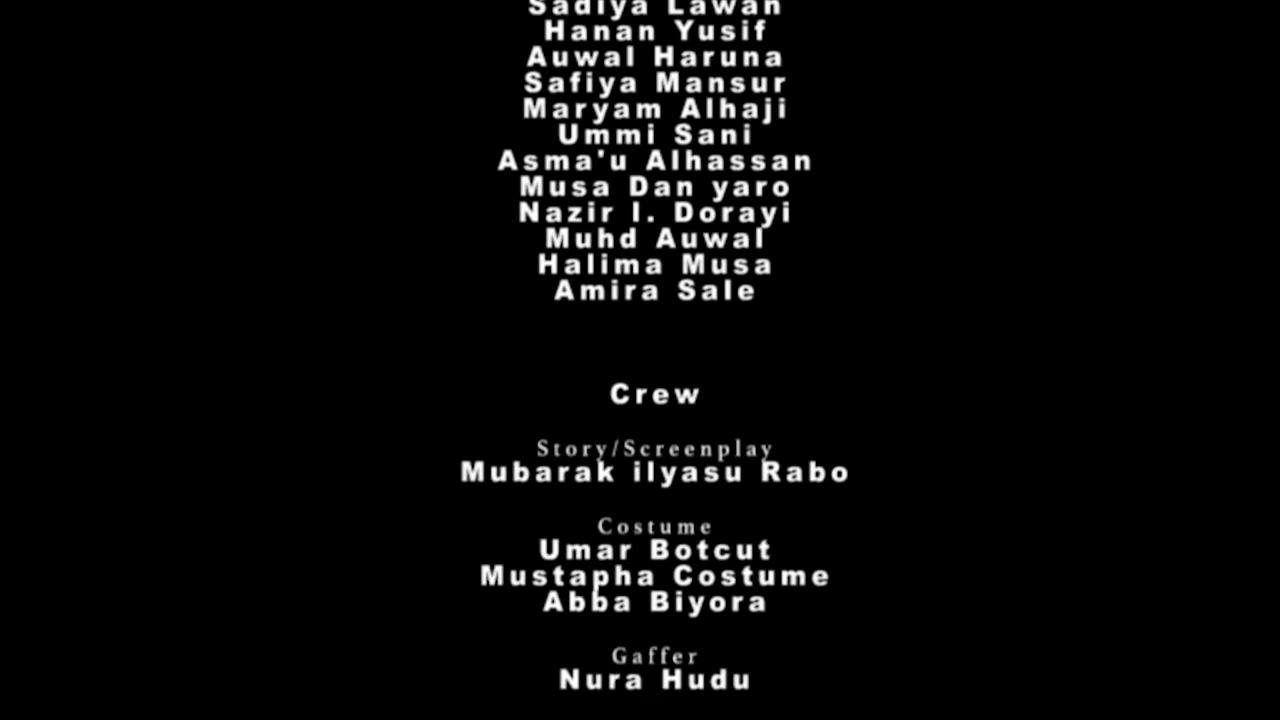 Sadiya Lawan
Hanan Yusif
Auwal Haruna
Safiya Mansur
Maryam Alhaji
Ummi Sani
Asma'u Alhassan
Musa Dan yaro
Nazir I. Dorayi
Muhd Auwal
Halima Musa
Amira Sale
Crew
Story/Screenplay
Mubarak ilyasu Rabo
Costume
Umar Botcut
Mustapha Costume
Abba Biyora
Gaffer
Nura Hudu